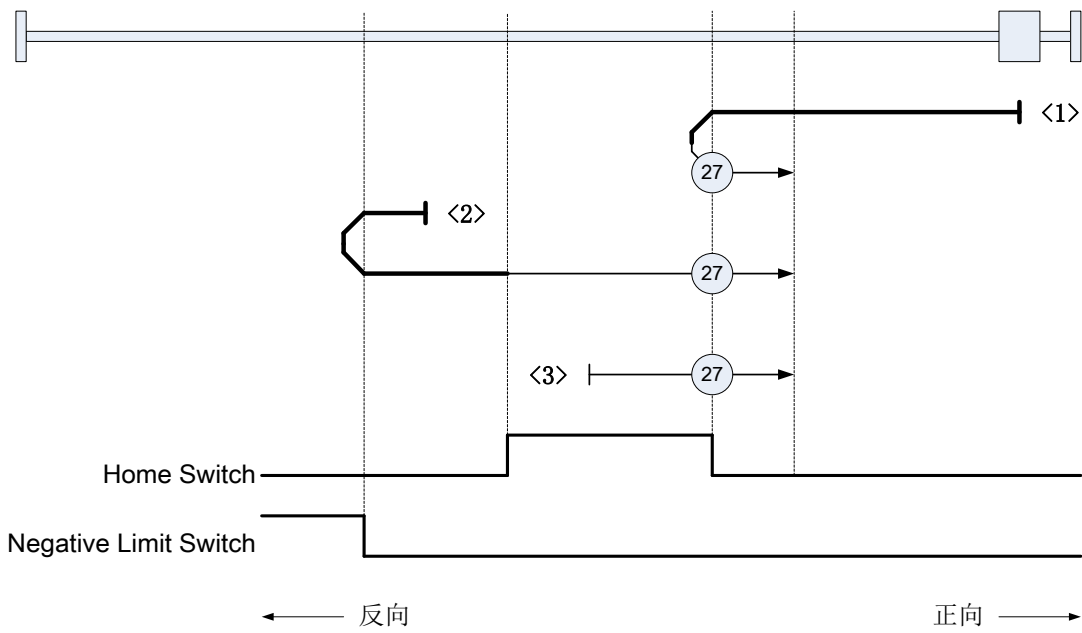 <1>
27
<2>
27
<3>
27
Home Switch
Negative Limit Switch
反向
正向